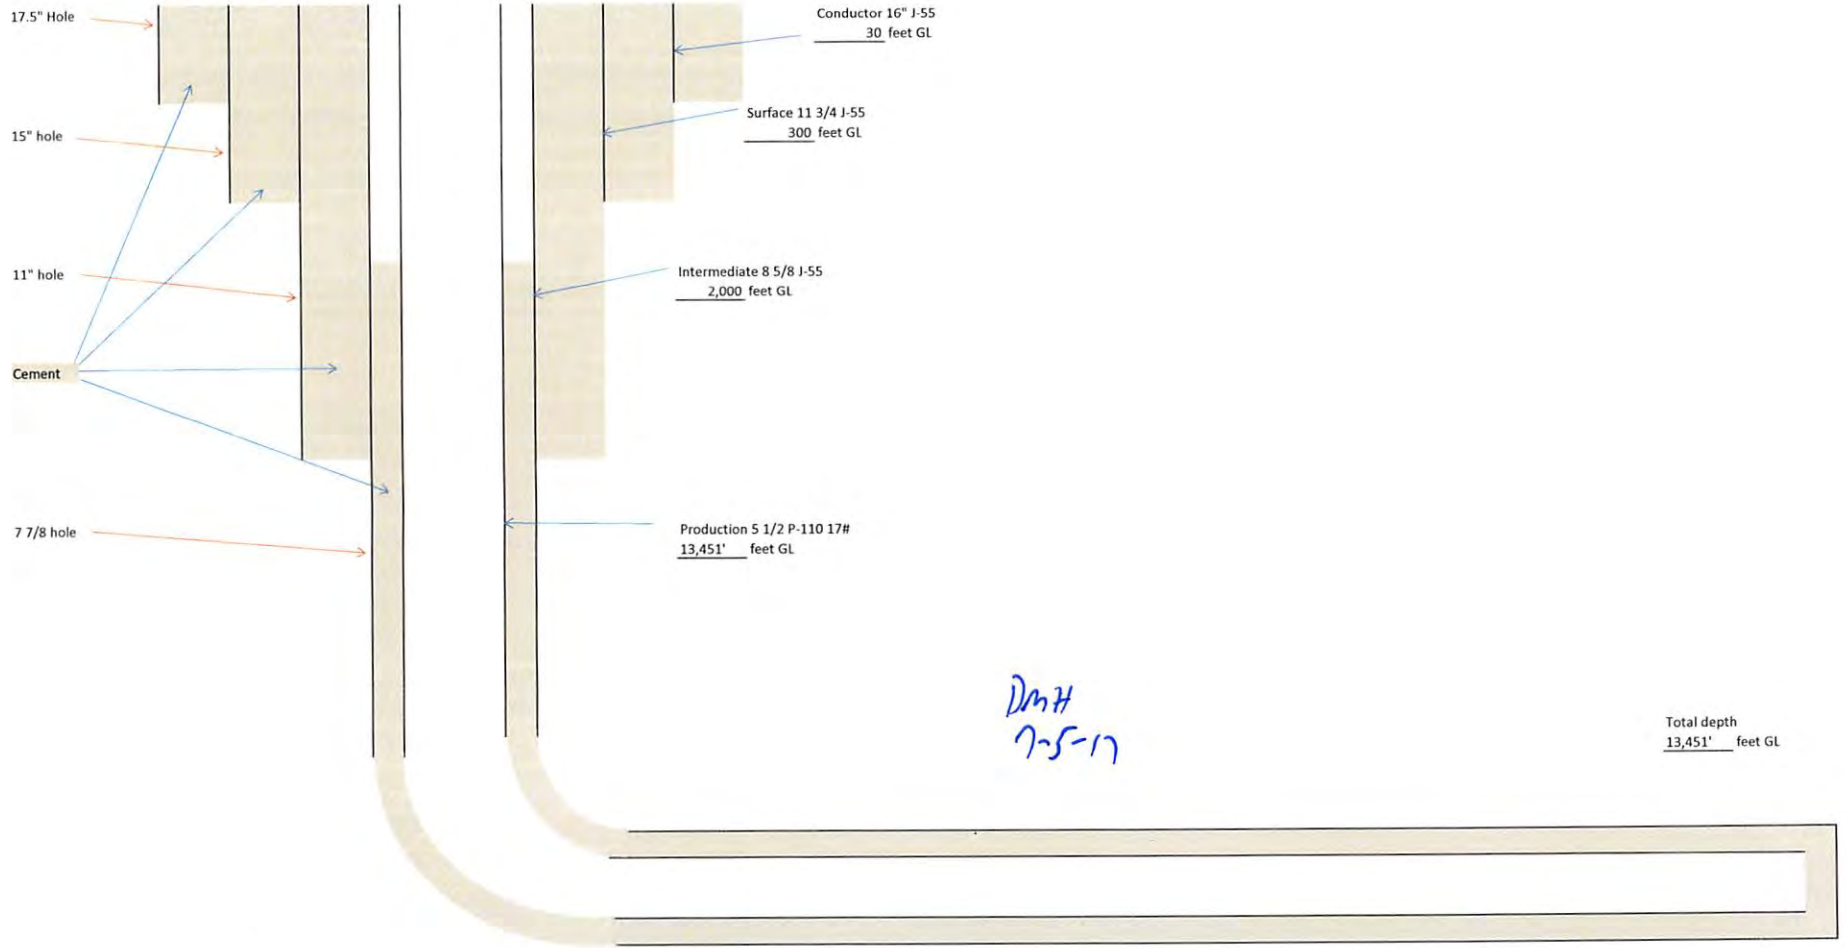 17.5" Hole
Conductor 16" J-55
30 feet GL
Surface 11 3/4 J-55
300 feet GL
15" hole
11" hole
Intermediate 8 5/8 J-55
2,000 feet GL
Cement
7 7/8 hole
Production 5 1/2 P-110 17#
13,451' feet GL
DMH
7-5-17
Total depth
13,451' feet GL